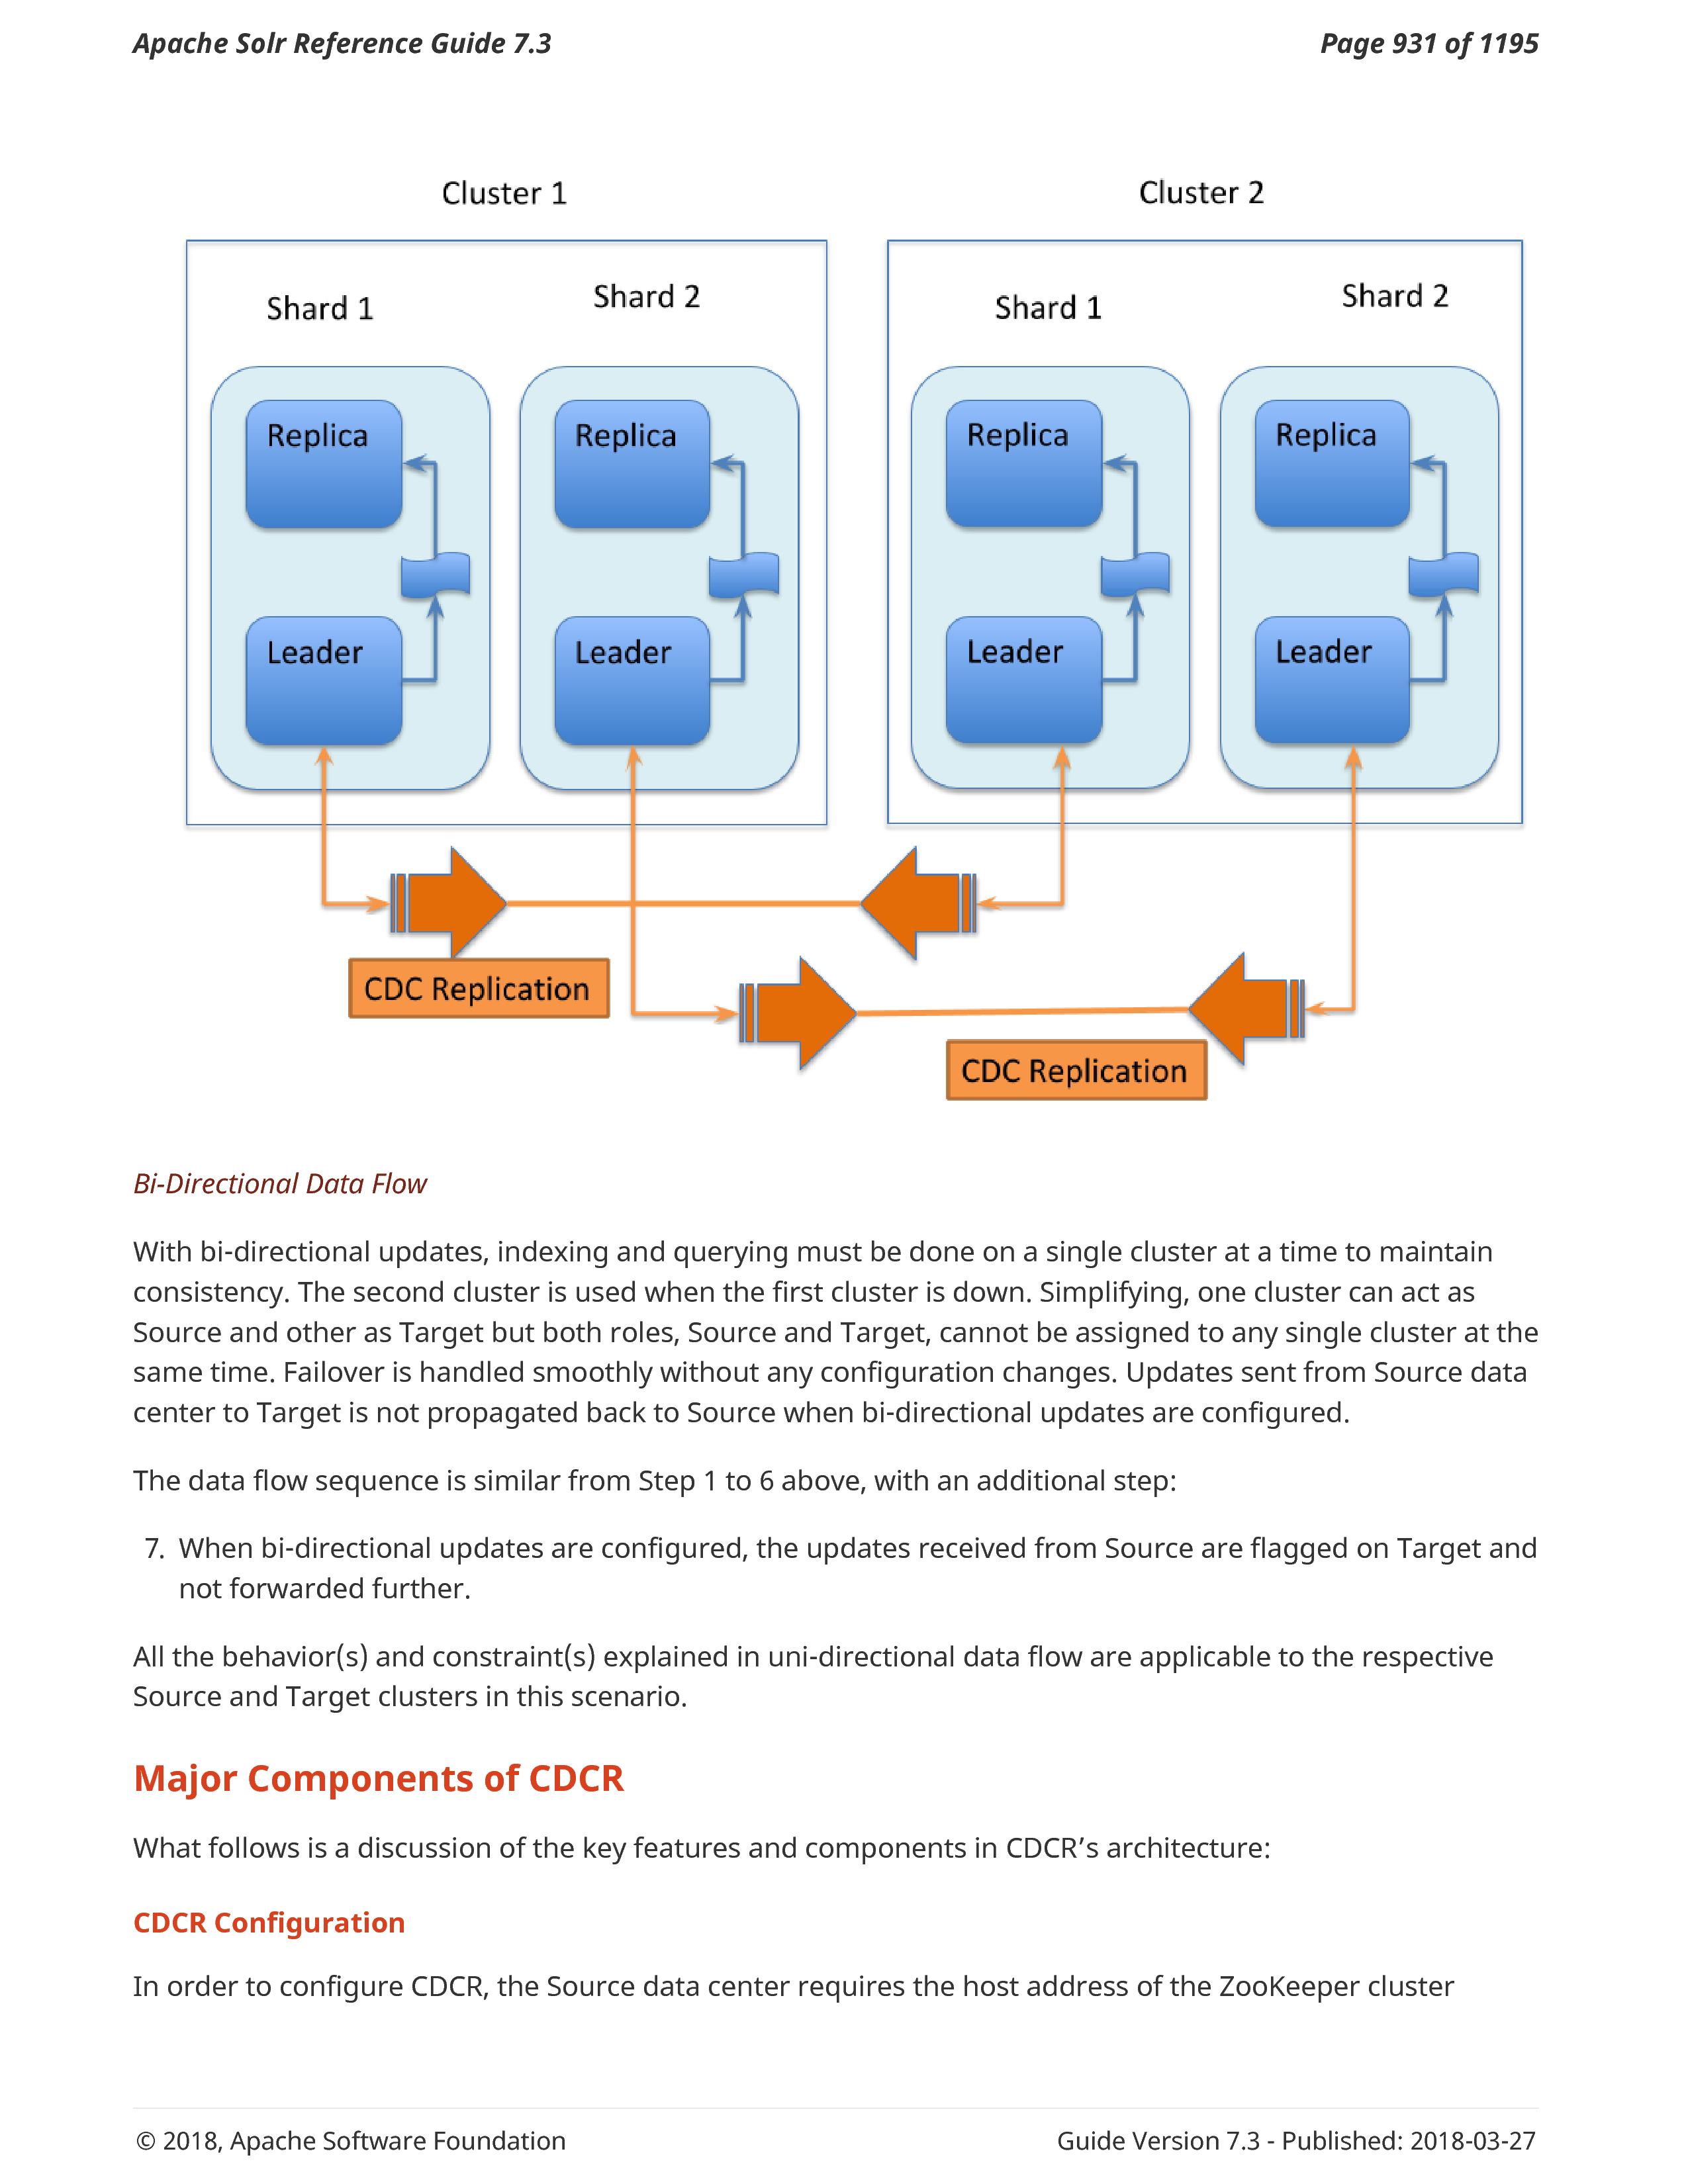 Apache Solr Reference Guide 7.3
Page 931 of 1195
Cluster 1
Cluster 2
Shard 1
Shard 2
Shard 1
Shard 2
Replica
Replica
Replica
Replica
Leader
Leader
Leader
Leader
CDC Replication
CDC Replication
Bi-Directional Data Flow
With bi-directional updates, indexing and querying must be done on a single cluster at a time to maintain
consistency. The second cluster is used when the first cluster is down. Simplifying, one cluster can act as
Source and other as Target but both roles, Source and Target, cannot be assigned to any single cluster at the
same time. Failover is handled smoothly without any configuration changes. Updates sent from Source data
center to Target is not propagated back to Source when bi-directional updates are configured.
The data flow sequence is similar from Step 1 to 6 above, with an additional step:
7. When bi-directional updates are configured, the updates received from Source are flagged on Target and
not forwarded further.
All the behavior(s) and constraint(s) explained in uni-directional data flow are applicable to the respective
Source and Target clusters in this scenario.
Major Components of CDCR
What follows is a discussion of the key features and components in CDCR’s architecture:
CDCR Configuration
In order to configure CDCR, the Source data center requires the host address of the ZooKeeper cluster
© 2018, Apache Software Foundation
Guide Version 7.3 - Published: 2018-03-27